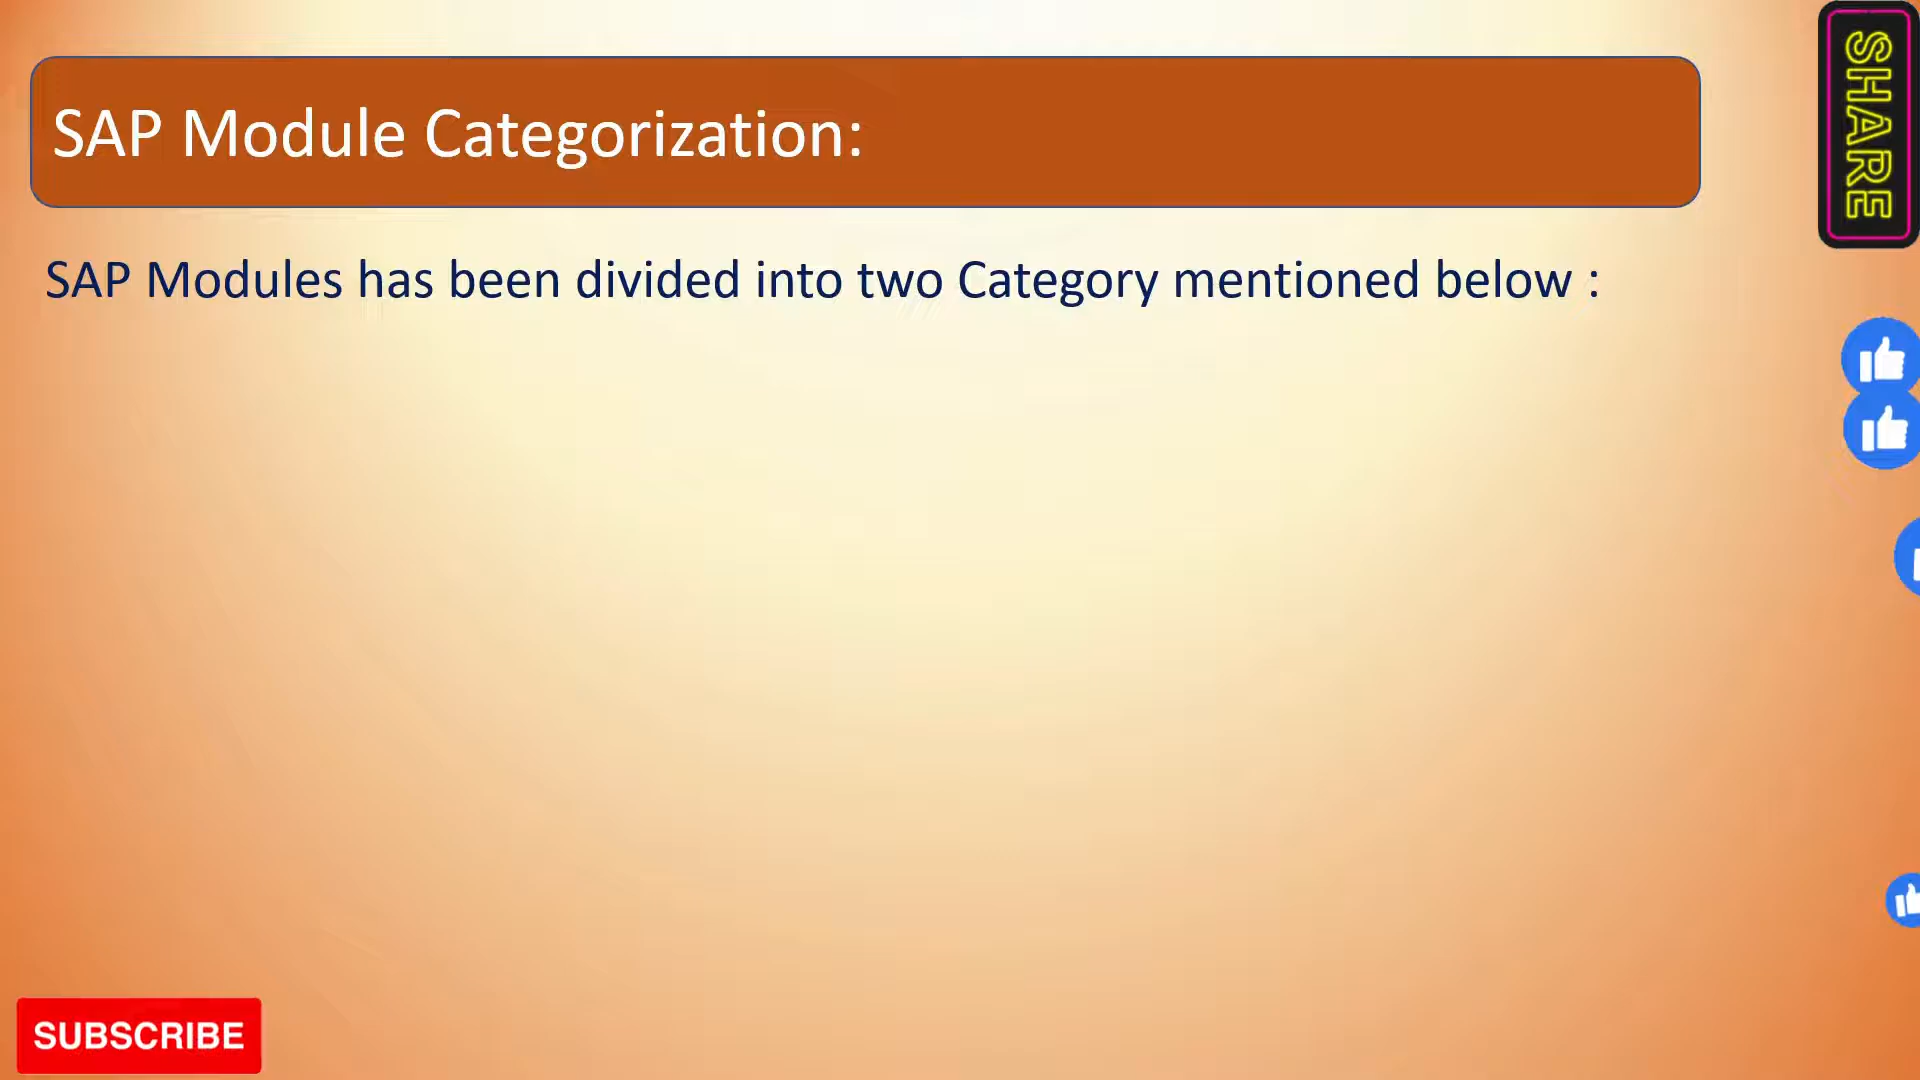 SAP Module Categorization:
SHARE
SAP Modules has been divided into two Category mentioned below :
SUBSCRIBE